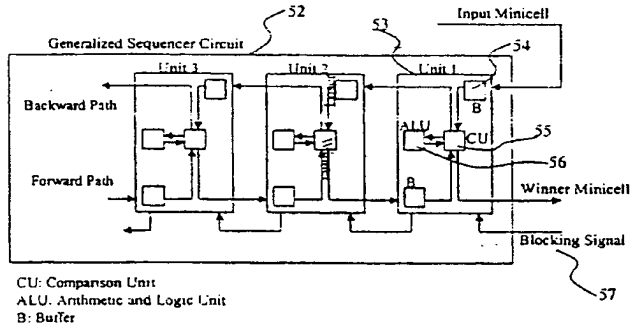 52
Input Minicell
Generalized Sequencer Circuit
53
54
Unit 3
Unit 2
Unit 1
Backward Path
B
ALU
CU
55
56
Forward Path
B
Winner Minicell
Blocking Signal
57
CU: Comparison Unit
ALU: Arithmetic and Logic Unit
B: Buffer